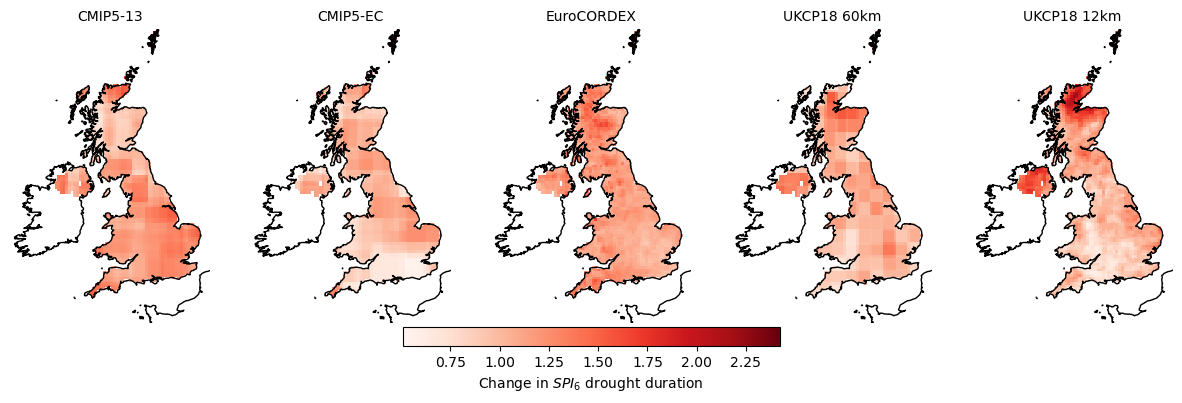 CMIP5-13 CMIP5-EC EuroCORDEX UKCP18 60km UKCP18 12km
0.75 1.00 1.25 1.50 1.75 2.00 2.25
Change in SPI₆ drought duration